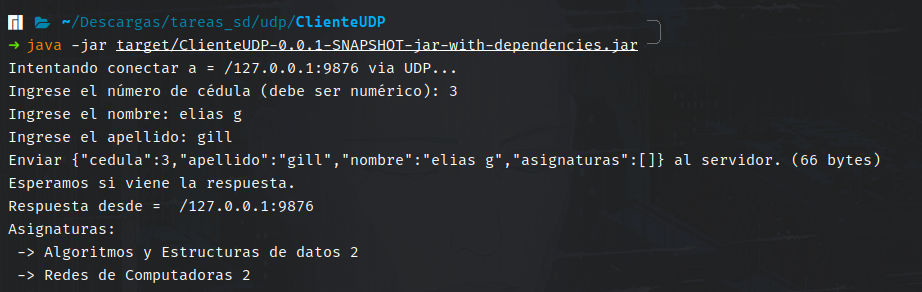 ~/Descargas/tareas_sd/udp/ClienteUDP
➜ java -jar target/ClienteUDP-0.0.1-SNAPSHOT-jar-with-dependencies.jar
Intentando conectar a = /127.0.0.1:9876 via UDP...
Ingrese el número de cédula (debe ser numérico): 3
Ingrese el nombre: elias g
Ingrese el apellido: gill
Enviar {"cedula":3,"apellido":"gill","nombre":"elias g","asignaturas":[]} al servidor. (66 bytes)
Esperamos si viene la respuesta.
Respuesta desde =  /127.0.0.1:9876
Asignaturas:
 -> Algoritmos y Estructuras de datos 2
 -> Redes de Computadoras 2